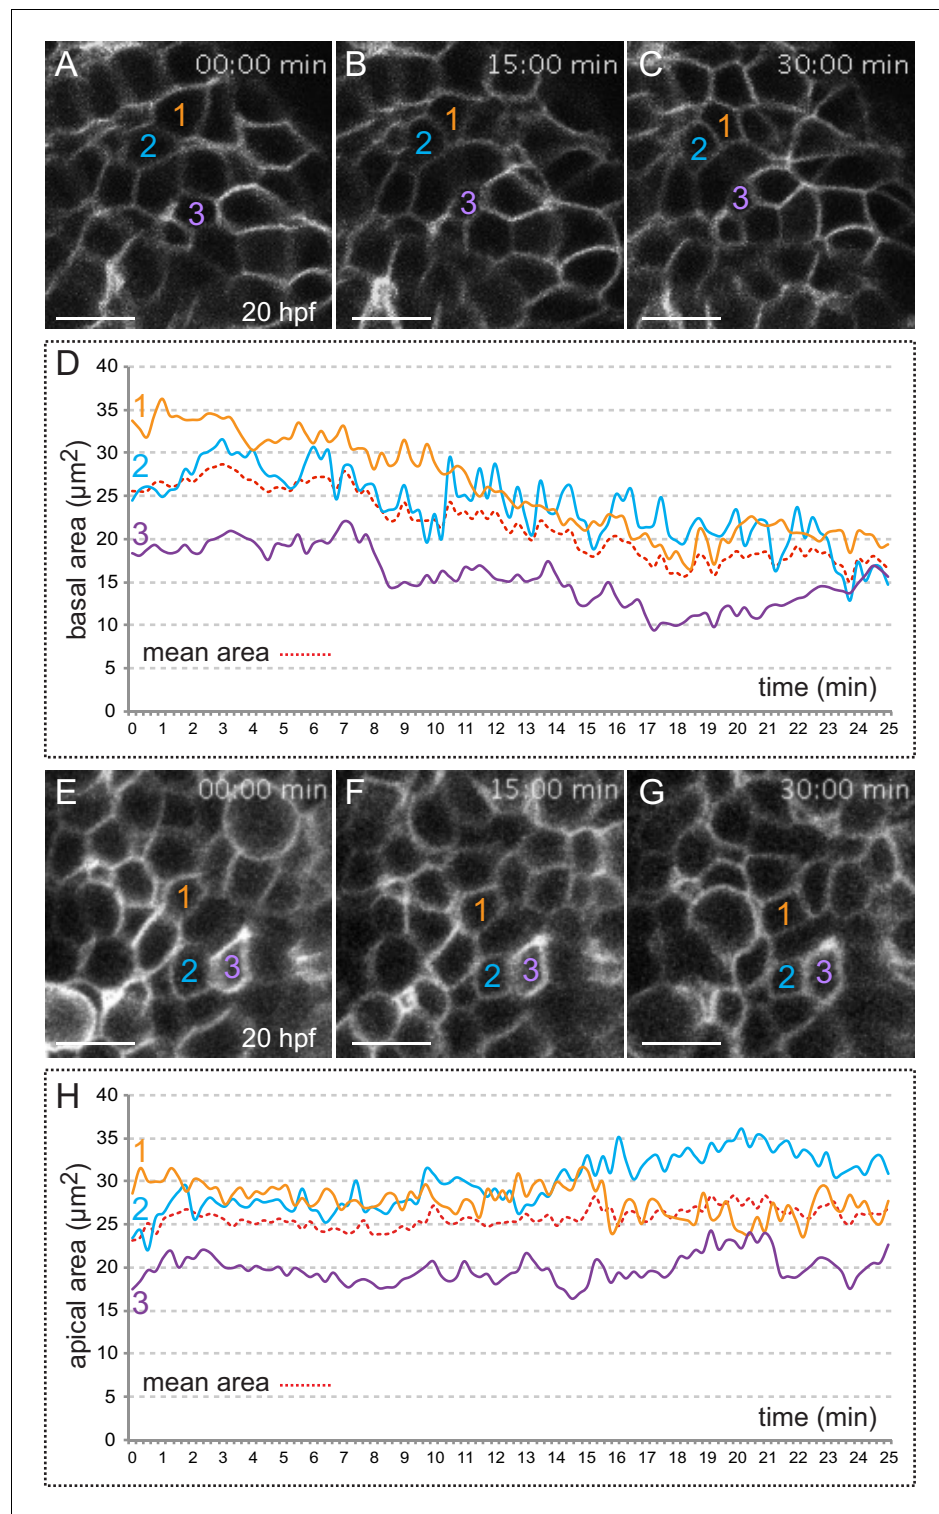 A 00:00 min
B 15:00 min
C 30:00 min
1
2
3
1
2
3
1
2
3
20 hpf
D
40
35
30
25
20
15
10
5
0
basal area (µm2)
1
2
3
mean area
time (min)
0 1 2 3 4 5 6 7 8 9 10 11 12 13 14 15 16 17 18 19 20 21 22 23 24 25
E 00:00 min
F 15:00 min
G 30:00 min
1
2
3
1
2
3
1
2
3
20 hpf
H
40
35
30
25
20
15
10
5
0
apical area (µm2)
1
2
3
mean area
time (min)
0 1 2 3 4 5 6 7 8 9 10 11 12 13 14 15 16 17 18 19 20 21 22 23 24 25